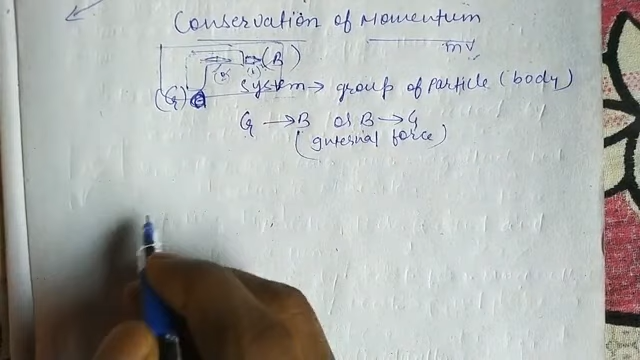 Conservation of Momentum
mv
(B)
System → group of Particle (body)
(G)
G → B or B → G
(Internal force)